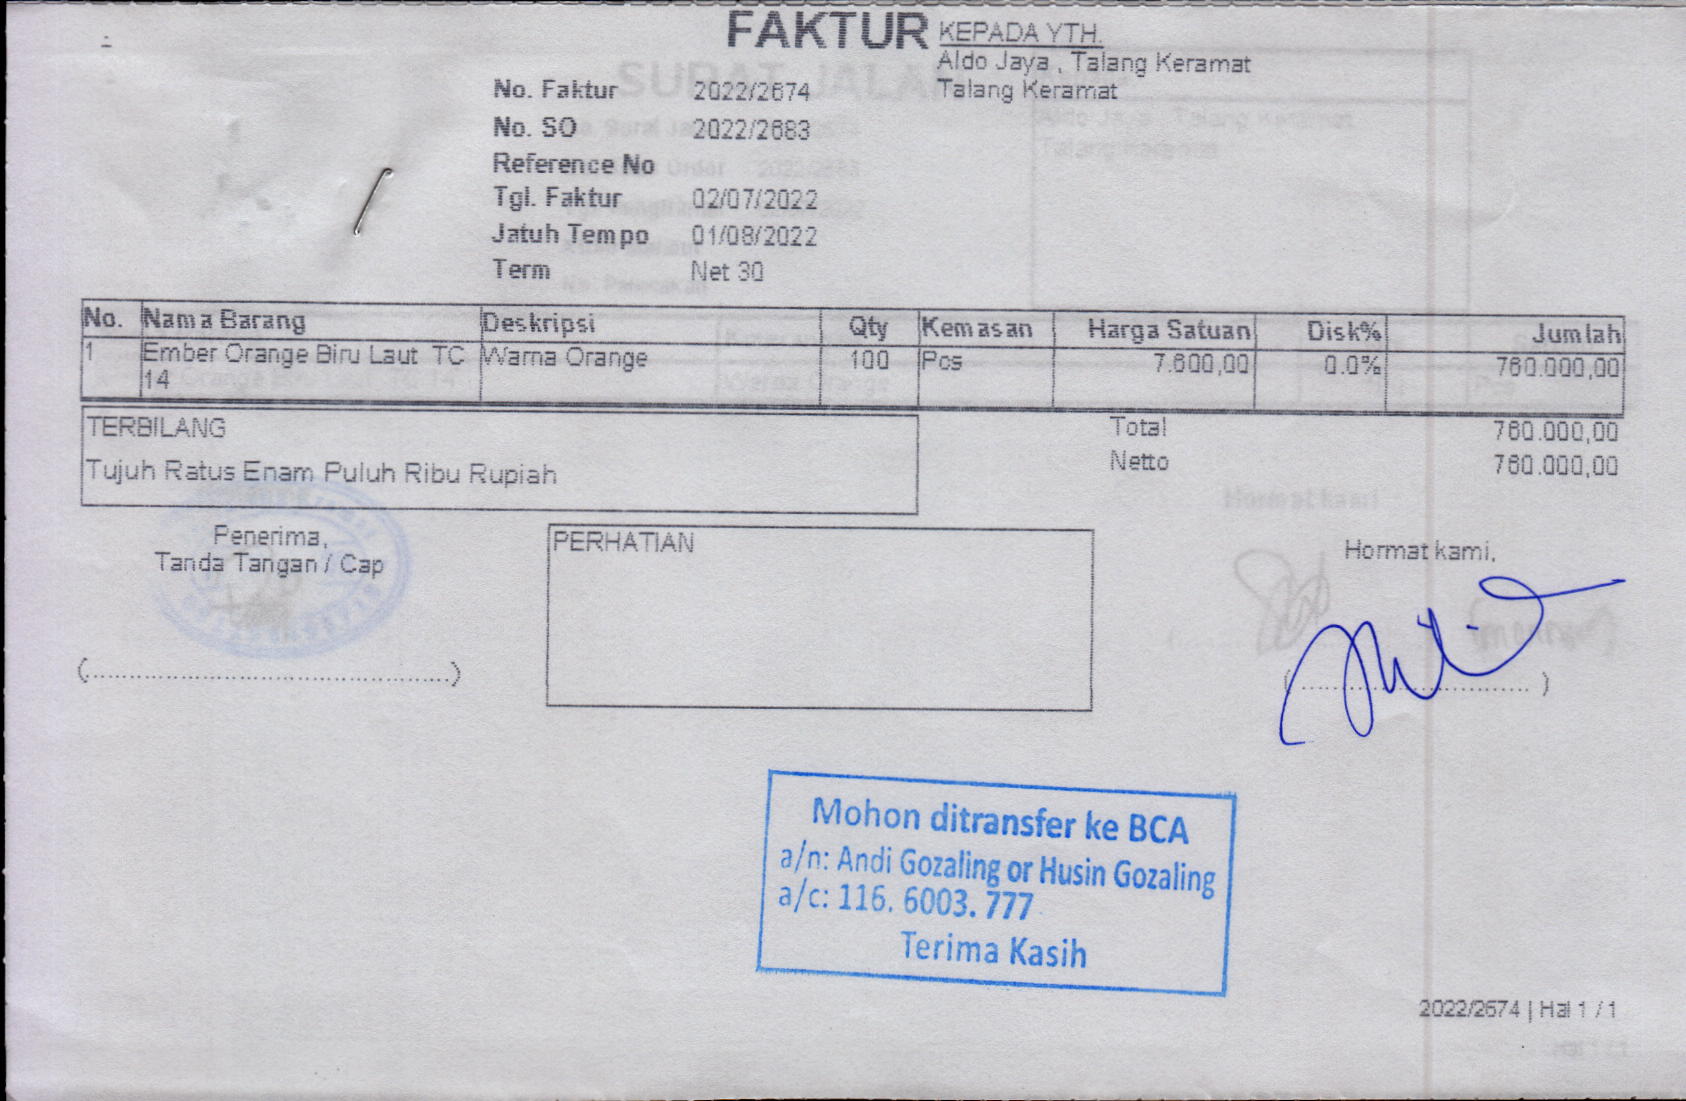 FAKTUR
KEPADA YTH.
Aldo Jaya , Talang Keramat
Talang Keramat
No. Faktur 2022/2674
No. SO 2022/2683
Reference No
Tgl. Faktur 02/07/2022
Jatuh Tempo 01/08/2022
Term Net 30
No. Nama Barang Deskripsi Qty Kemasan Harga Satuan Disk% Jumlah
1 Ember Orange Biru Laut TC Warna Orange 100 Pcs 7.600,00 0.0% 760.000,00
14
TERBILANG
Tujuh Ratus Enam Puluh Ribu Rupiah
Total 760.000,00
Netto 760.000,00
Penerima,
Tanda Tangan / Cap
(................................................)
PERHATIAN
Hormat kami,
( .............................. )
Mohon ditransfer ke BCA
a/n: Andi Gozaling or Husin Gozaling
a/c: 116. 6003. 777
Terima Kasih
2022/2674 | Hal 1 / 1